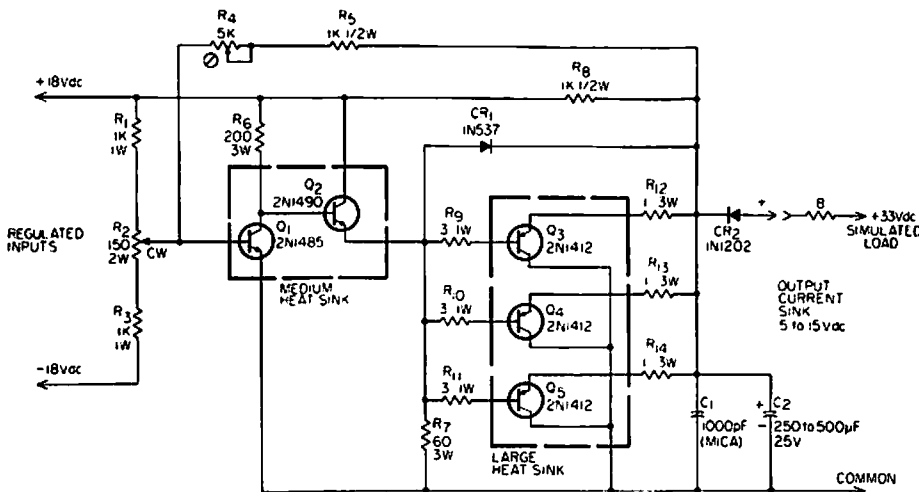 R4
5K
R5
1K 1/2W
+18Vdc
R8
1K 1/2W
R1
1K
1W
R6
200
3W
CR1
1N537
Q2
2N1490
R12
1 3W
REGULATED
INPUTS
R2
150
2W
CW
Q1
2N1485
R9
3 1W
Q3
2N1412
CR2
1N1202
+
8
+33Vdc
SIMULATED
LOAD
MEDIUM
HEAT SINK
R13
1 3W
OUTPUT
CURRENT
SINK
5 to 15Vdc
R3
1K
1W
R10
3 1W
Q4
2N1412
R14
1 3W
-18Vdc
R11
3 1W
Q5
2N1412
R7
60
3W
C1
1000pF
(MICA)
+
-
C2
250 to 500µF
25V
LARGE
HEAT SINK
COMMON